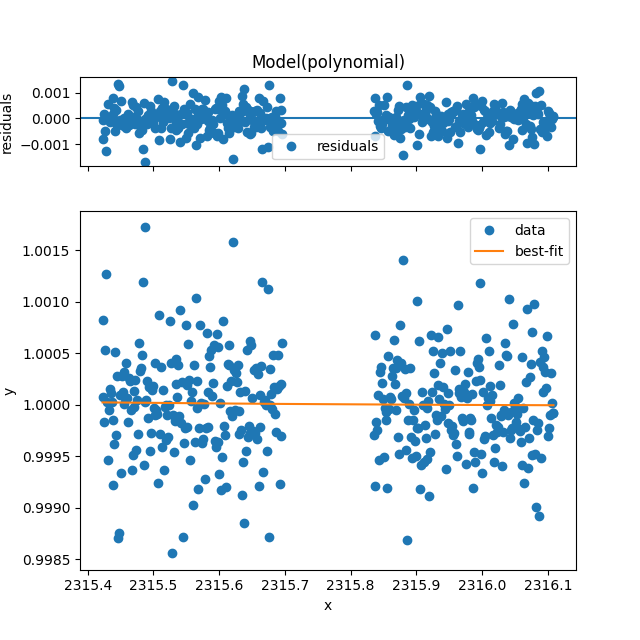 Model(polynomial)
residuals
0.001
0.000
−0.001
residuals
y
1.0015
1.0010
1.0005
1.0000
0.9995
0.9990
0.9985
data
best-fit
2315.4 2315.5 2315.6 2315.7 2315.8 2315.9 2316.0 2316.1
x